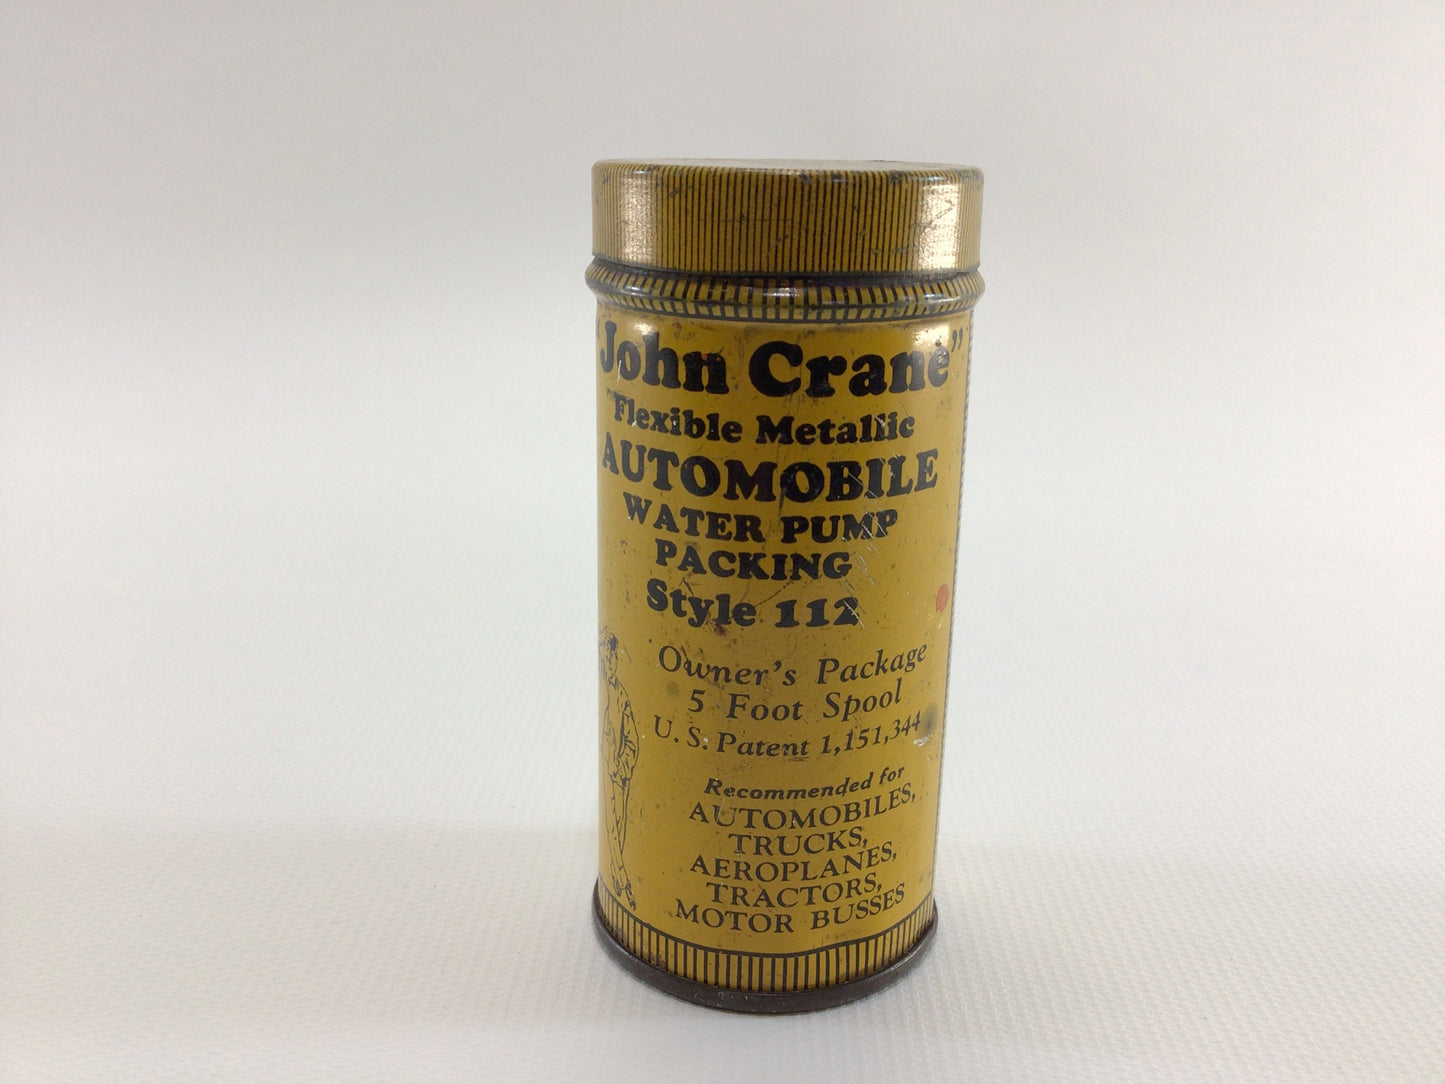 "John Crane"
Flexible Metallic
AUTOMOBILE
WATER PUMP
PACKING
Style 112
Owner's Package
5 Foot Spool
U. S. Patent 1,151,344
Recommended for
AUTOMOBILES,
TRUCKS,
AEROPLANES,
TRACTORS,
MOTOR BUSSES